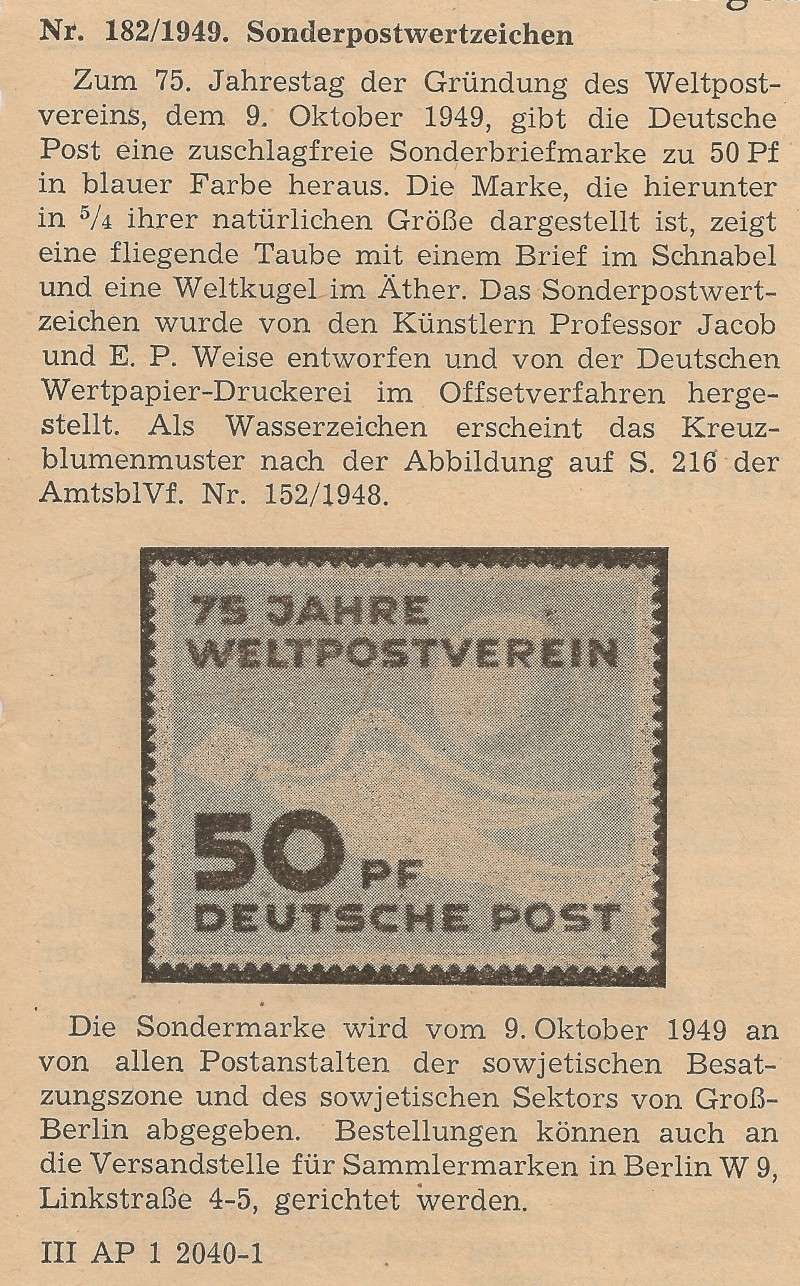 Nr. 182/1949. Sonderpostwertzeichen
Zum 75. Jahrestag der Gründung des Weltpost-
vereins, dem 9. Oktober 1949, gibt die Deutsche
Post eine zuschlagfreie Sonderbriefmarke zu 50 Pf
in blauer Farbe heraus. Die Marke, die hierunter
in 5/4 ihrer natürlichen Größe dargestellt ist, zeigt
eine fliegende Taube mit einem Brief im Schnabel
und eine Weltkugel im Äther. Das Sonderpostwert-
zeichen wurde von den Künstlern Professor Jacob
und E. P. Weise entworfen und von der Deutschen
Wertpapier-Druckerei im Offsetverfahren herge-
stellt. Als Wasserzeichen erscheint das Kreuz-
blumenmuster nach der Abbildung auf S. 216 der
AmtsblVf. Nr. 152/1948.
75 JAHRE
WELTPOSTVEREIN
50 PF
DEUTSCHE POST
Die Sondermarke wird vom 9. Oktober 1949 an
von allen Postanstalten der sowjetischen Besat-
zungszone und des sowjetischen Sektors von Groß-
Berlin abgegeben. Bestellungen können auch an
die Versandstelle für Sammlermarken in Berlin W 9,
Linkstraße 4-5, gerichtet werden.
III AP 1 2040-1